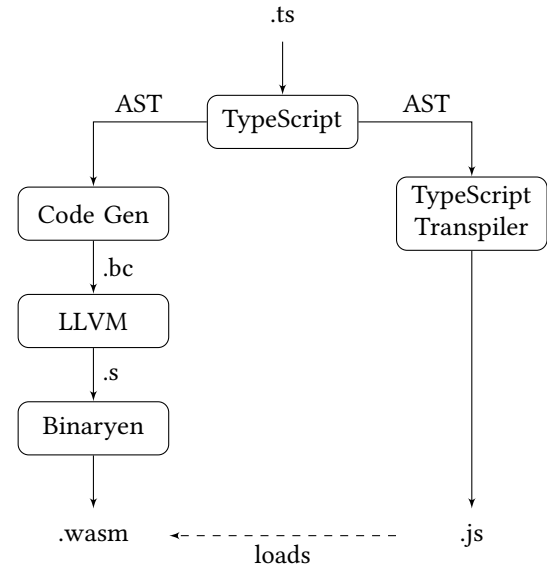 .ts
AST
TypeScript
AST
Code Gen
TypeScript
Transpiler
.bc
LLVM
.s
Binaryen
.wasm
loads
.js